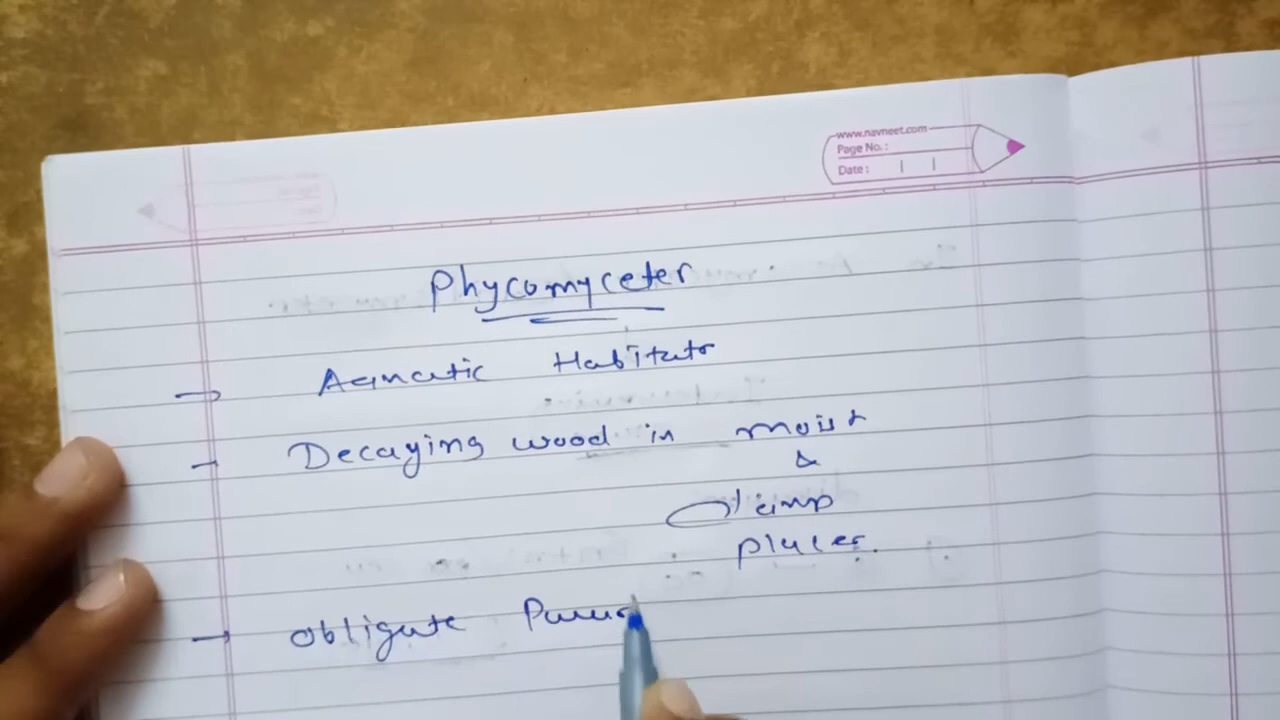 www.navneet.com
Page No.:
Date:
Phycomycetes
→ Aquatic Habitats
→ Decaying wood in moist
&
damp
places.
→ Obligate